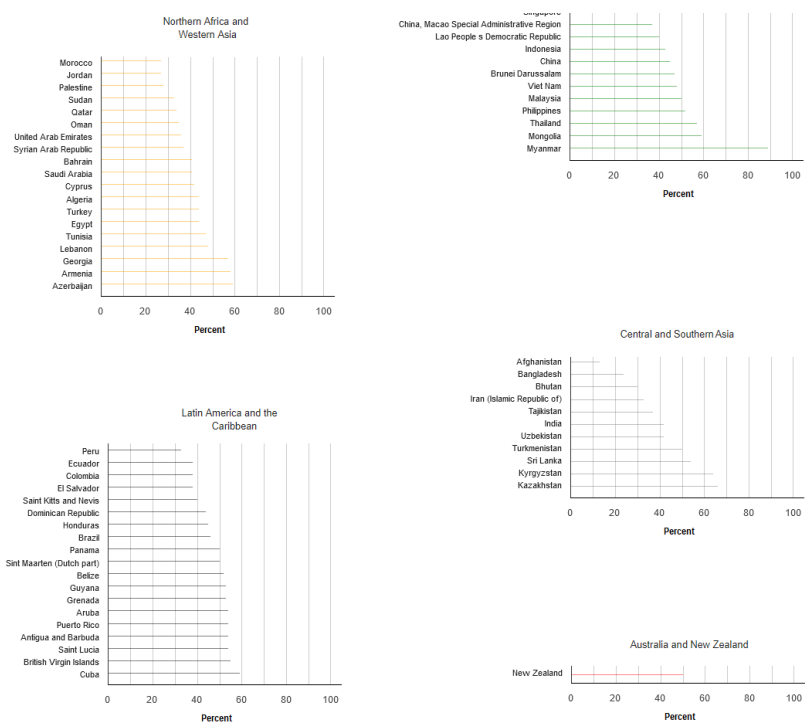 Northern Africa and
Western Asia
Morocco
Jordan
Palestine
Sudan
Qatar
Oman
United Arab Emirates
Syrian Arab Republic
Bahrain
Saudi Arabia
Cyprus
Algeria
Turkey
Egypt
Tunisia
Lebanon
Georgia
Armenia
Azerbaijan
0 20 40 60 80 100
Percent
Singapore
China, Macao Special Administrative Region
Lao People s Democratic Republic
Indonesia
China
Brunei Darussalam
Viet Nam
Malaysia
Philippines
Thailand
Mongolia
Myanmar
0 20 40 60 80 100
Percent
Latin America and the
Caribbean
Peru
Ecuador
Colombia
El Salvador
Saint Kitts and Nevis
Dominican Republic
Honduras
Brazil
Panama
Sint Maarten (Dutch part)
Belize
Guyana
Grenada
Aruba
Puerto Rico
Antigua and Barbuda
Saint Lucia
British Virgin Islands
Cuba
0 20 40 60 80 100
Percent
Central and Southern Asia
Afghanistan
Bangladesh
Bhutan
Iran (Islamic Republic of)
Tajikistan
India
Uzbekistan
Turkmenistan
Sri Lanka
Kyrgyzstan
Kazakhstan
0 20 40 60 80 100
Percent
Australia and New Zealand
New Zealand
0 20 40 60 80 100
Percent